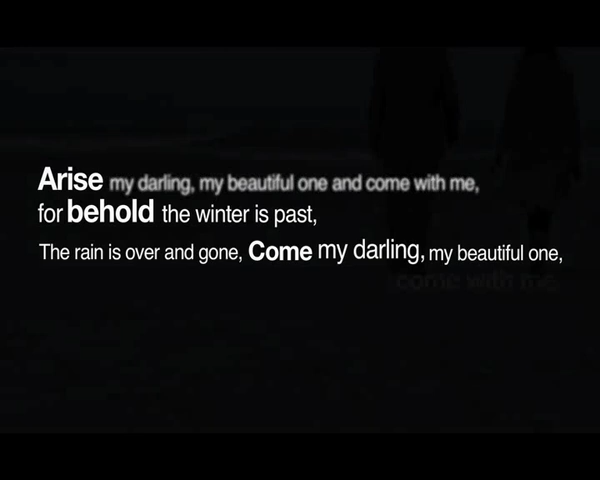 Arise my darling, my beautiful one and come with me,
for behold the winter is past,
The rain is over and gone, Come my darling, my beautiful one,
come with me